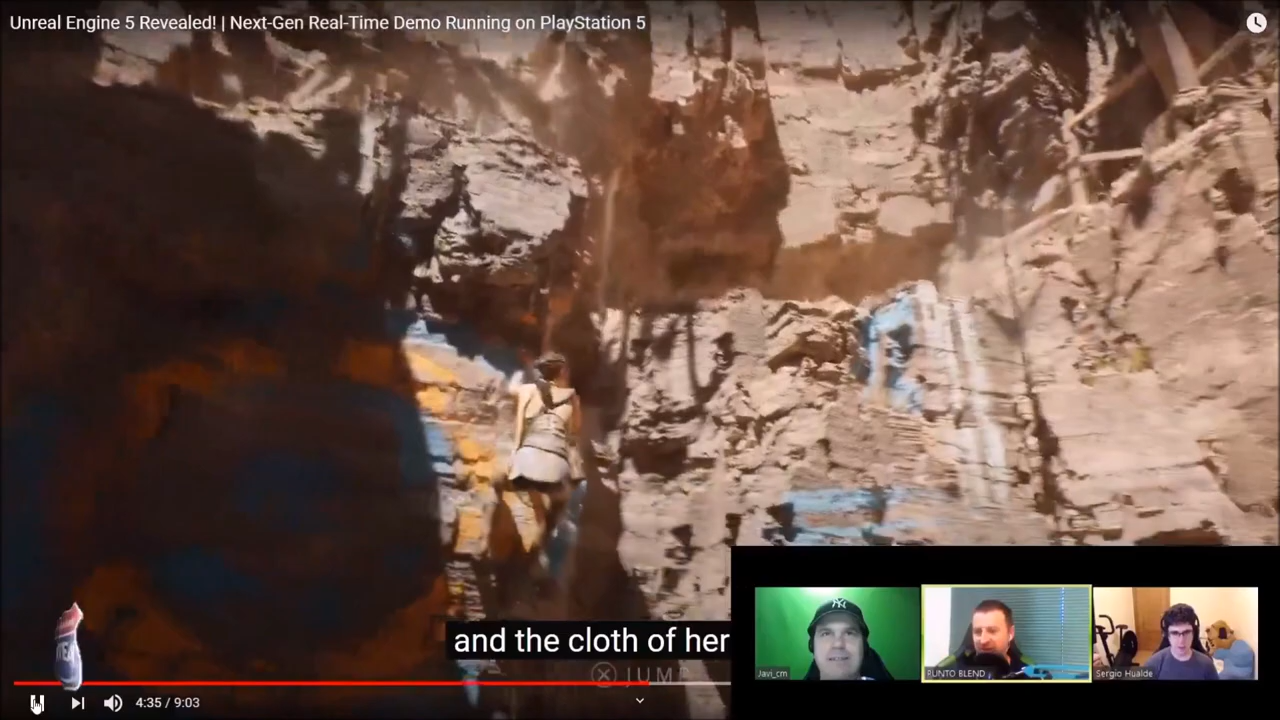 Unreal Engine 5 Revealed! | Next-Gen Real-Time Demo Running on PlayStation 5
and the cloth of her
JUMP
4:35 / 9:03
Javi_cm
PUNTO BLEND
Sergio Hualde